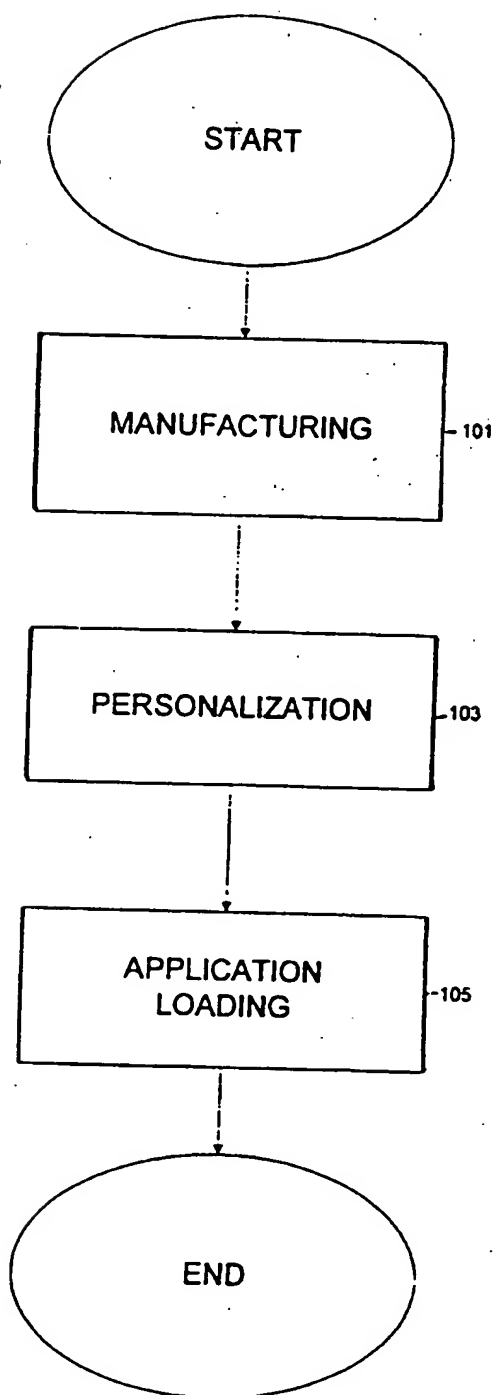 START
MANUFACTURING
101
PERSONALIZATION
103
APPLICATION
LOADING
105
END